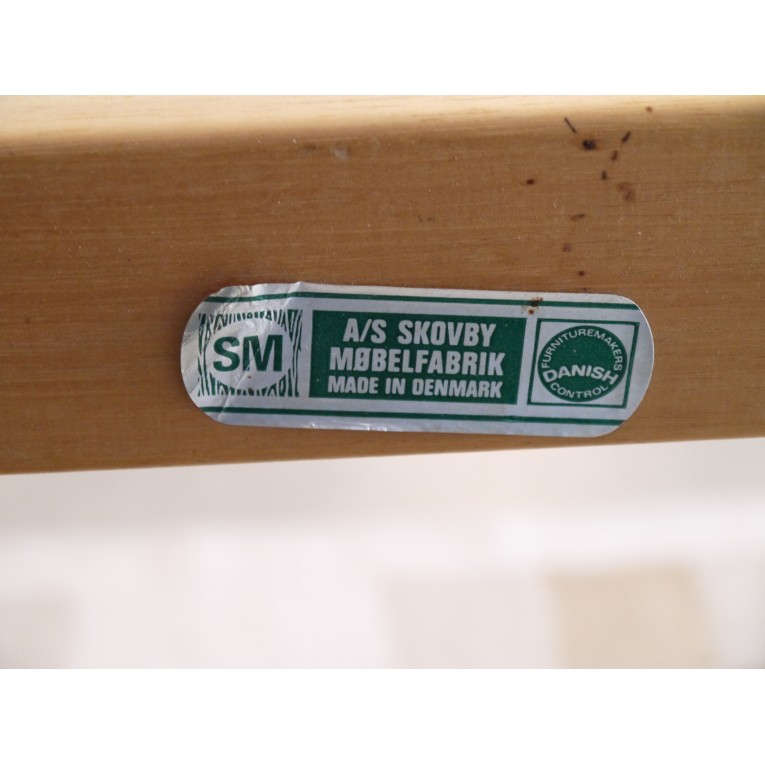 SM
A/S SKOVBY
MØBELFABRIK
MADE IN DENMARK
FURNITUREMAKERS
DANISH
CONTROL